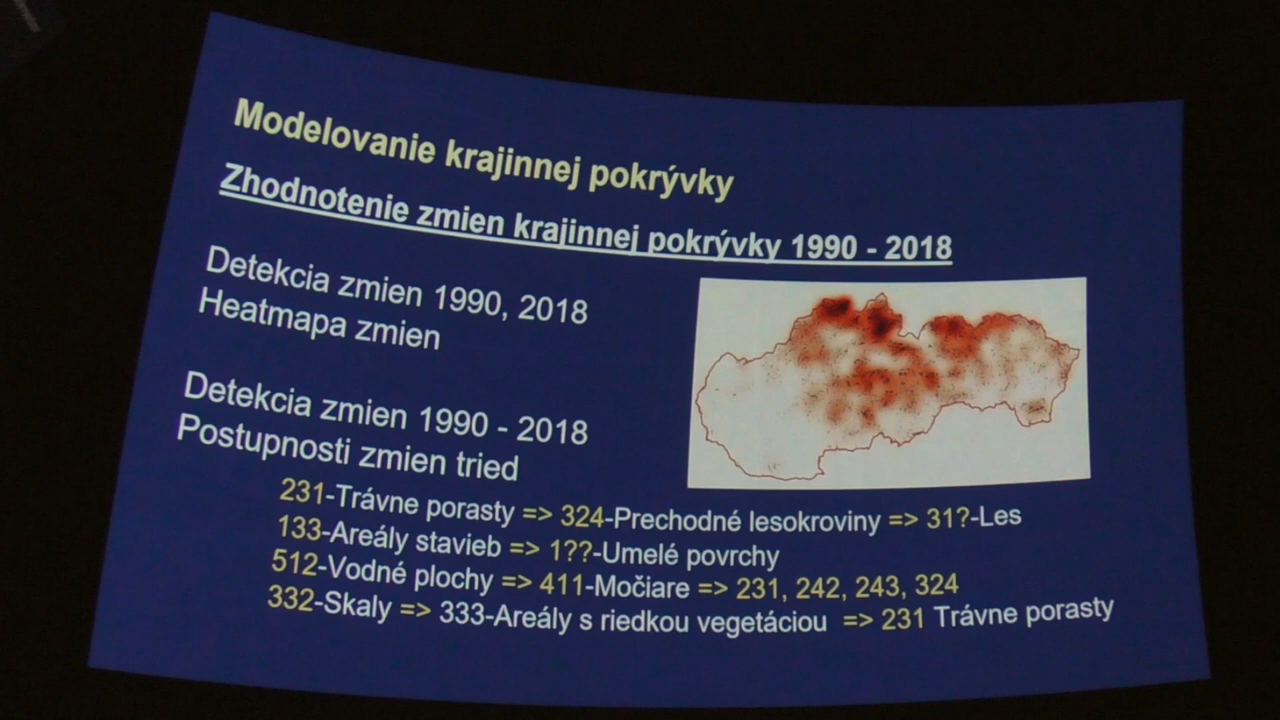 Modelovanie krajinnej pokrývky
Zhodnotenie zmien krajinnej pokrývky 1990 - 2018
Detekcia zmien 1990, 2018
Heatmapa zmien
Detekcia zmien 1990 - 2018
Postupnosti zmien tried
231-Trávne porasty => 324-Prechodné lesokroviny => 31?-Les
133-Areály stavieb => 1??-Umelé povrchy
512-Vodné plochy => 411-Močiare => 231, 242, 243, 324
332-Skaly => 333-Areály s riedkou vegetáciou => 231 Trávne porasty